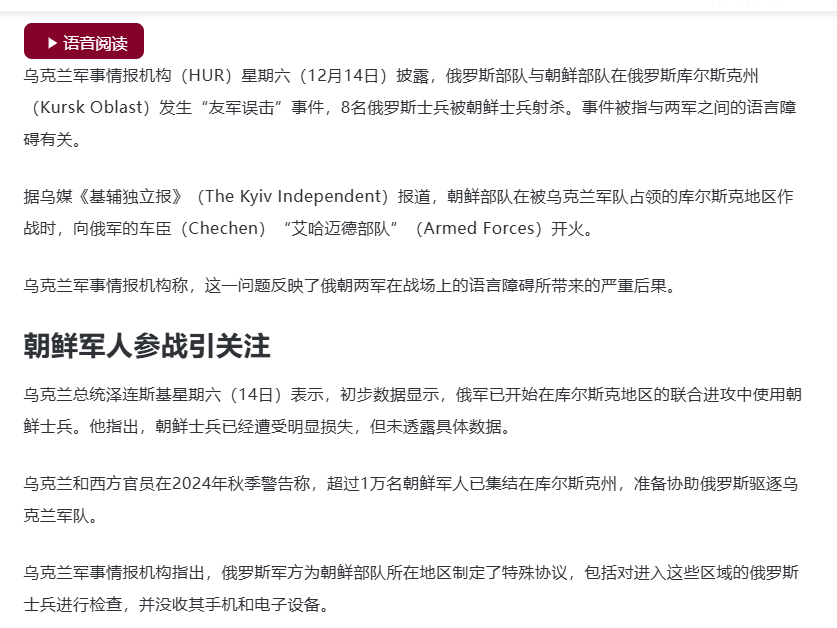 语音阅读
乌克兰军事情报机构（HUR）星期六（12月14日）披露，俄罗斯部队与朝鲜部队在俄罗斯库尔斯克州
（Kursk Oblast）发生“友军误击”事件，8名俄罗斯士兵被朝鲜士兵射杀。事件被指与两军之间的语言障
碍有关。
据乌媒《基辅独立报》（The Kyiv Independent）报道，朝鲜部队在被乌克兰军队占领的库尔斯克地区作
战时，向俄军的车臣（Chechen）“艾哈迈德部队”（Armed Forces）开火。
乌克兰军事情报机构称，这一问题反映了俄朝两军在战场上的语言障碍所带来的严重后果。
朝鲜军人参战引关注
乌克兰总统泽连斯基星期六（14日）表示，初步数据显示，俄军已开始在库尔斯克地区的联合进攻中使用朝
鲜士兵。他指出，朝鲜士兵已经遭受明显损失，但未透露具体数据。
乌克兰和西方官员在2024年秋季警告称，超过1万名朝鲜军人已集结在库尔斯克州，准备协助俄罗斯驱逐乌
克兰军队。
乌克兰军事情报机构指出，俄罗斯军方为朝鲜部队所在地区制定了特殊协议，包括对进入这些区域的俄罗斯
士兵进行检查，并没收其手机和电子设备。